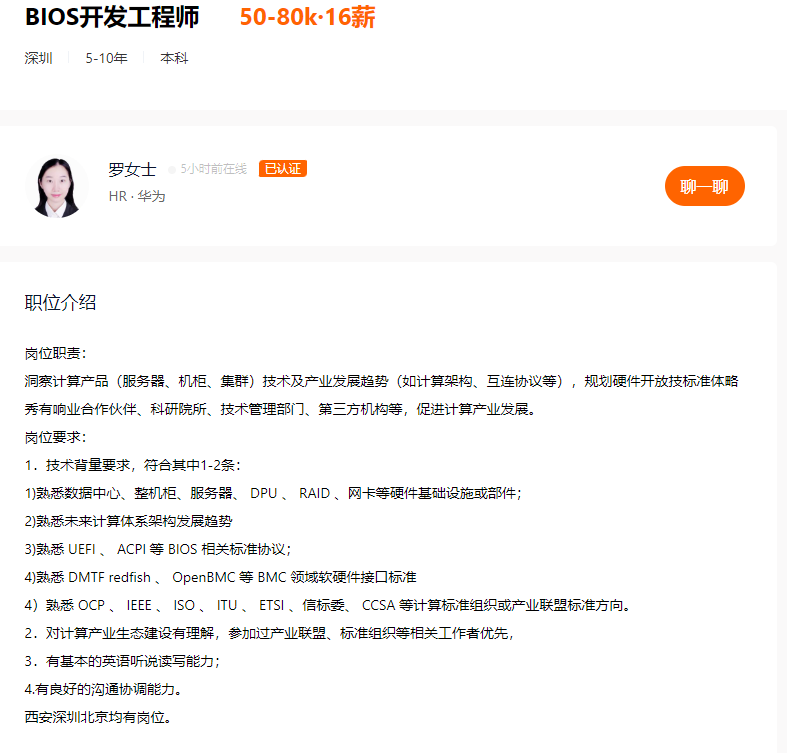 BIOS开发工程师 50-80k·16薪
深圳 5-10年 本科
罗女士 5小时前在线 已认证
HR · 华为
聊一聊
职位介绍
岗位职责：
洞察计算产品（服务器、机柜、集群）技术及产业发展趋势（如计算架构、互连协议等），规划硬件开放技标准体略
秀有响业合作伙伴、科研院所、技术管理部门、第三方机构等，促进计算产业发展。
岗位要求：
1．技术背量要求，符合其中1-2条：
1)熟悉数据中心、整机柜、服务器、 DPU 、 RAID 、网卡等硬件基础设施或部件；
2)熟悉未来计算体系架构发展趋势
3)熟悉 UEFI 、 ACPI 等 BIOS 相关标准协议；
4)熟悉 DMTF redfish 、 OpenBMC 等 BMC 领域软硬件接口标准
4）熟悉 OCP 、 IEEE 、 ISO 、 ITU 、 ETSI 、信标委、 CCSA 等计算标准组织或产业联盟标准方向。
2．对计算产业生态建设有理解，参加过产业联盟、标准组织等相关工作者优先，
3．有基本的英语听说读写能力；
4.有良好的沟通协调能力。
西安深圳北京均有岗位。